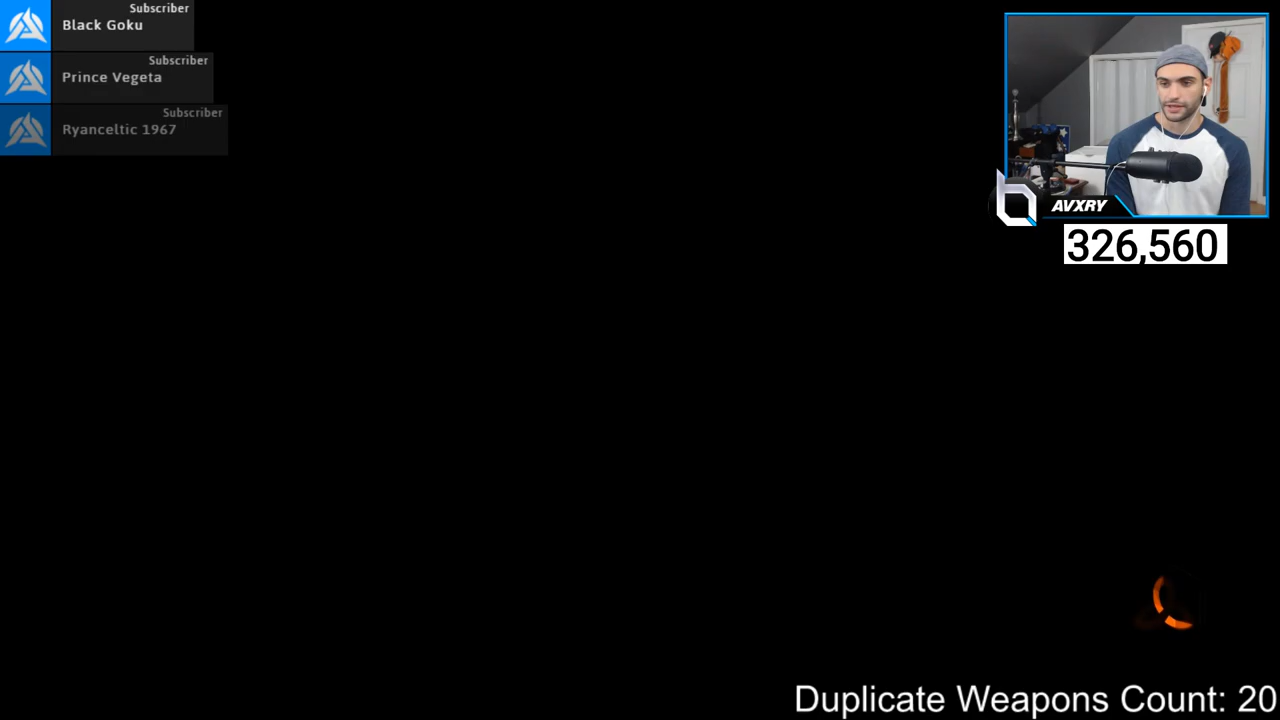 Subscriber
Black Goku
Subscriber
Prince Vegeta
Subscriber
Ryanceltic 1967
AVXRY
326,560
Duplicate Weapons Count: 20